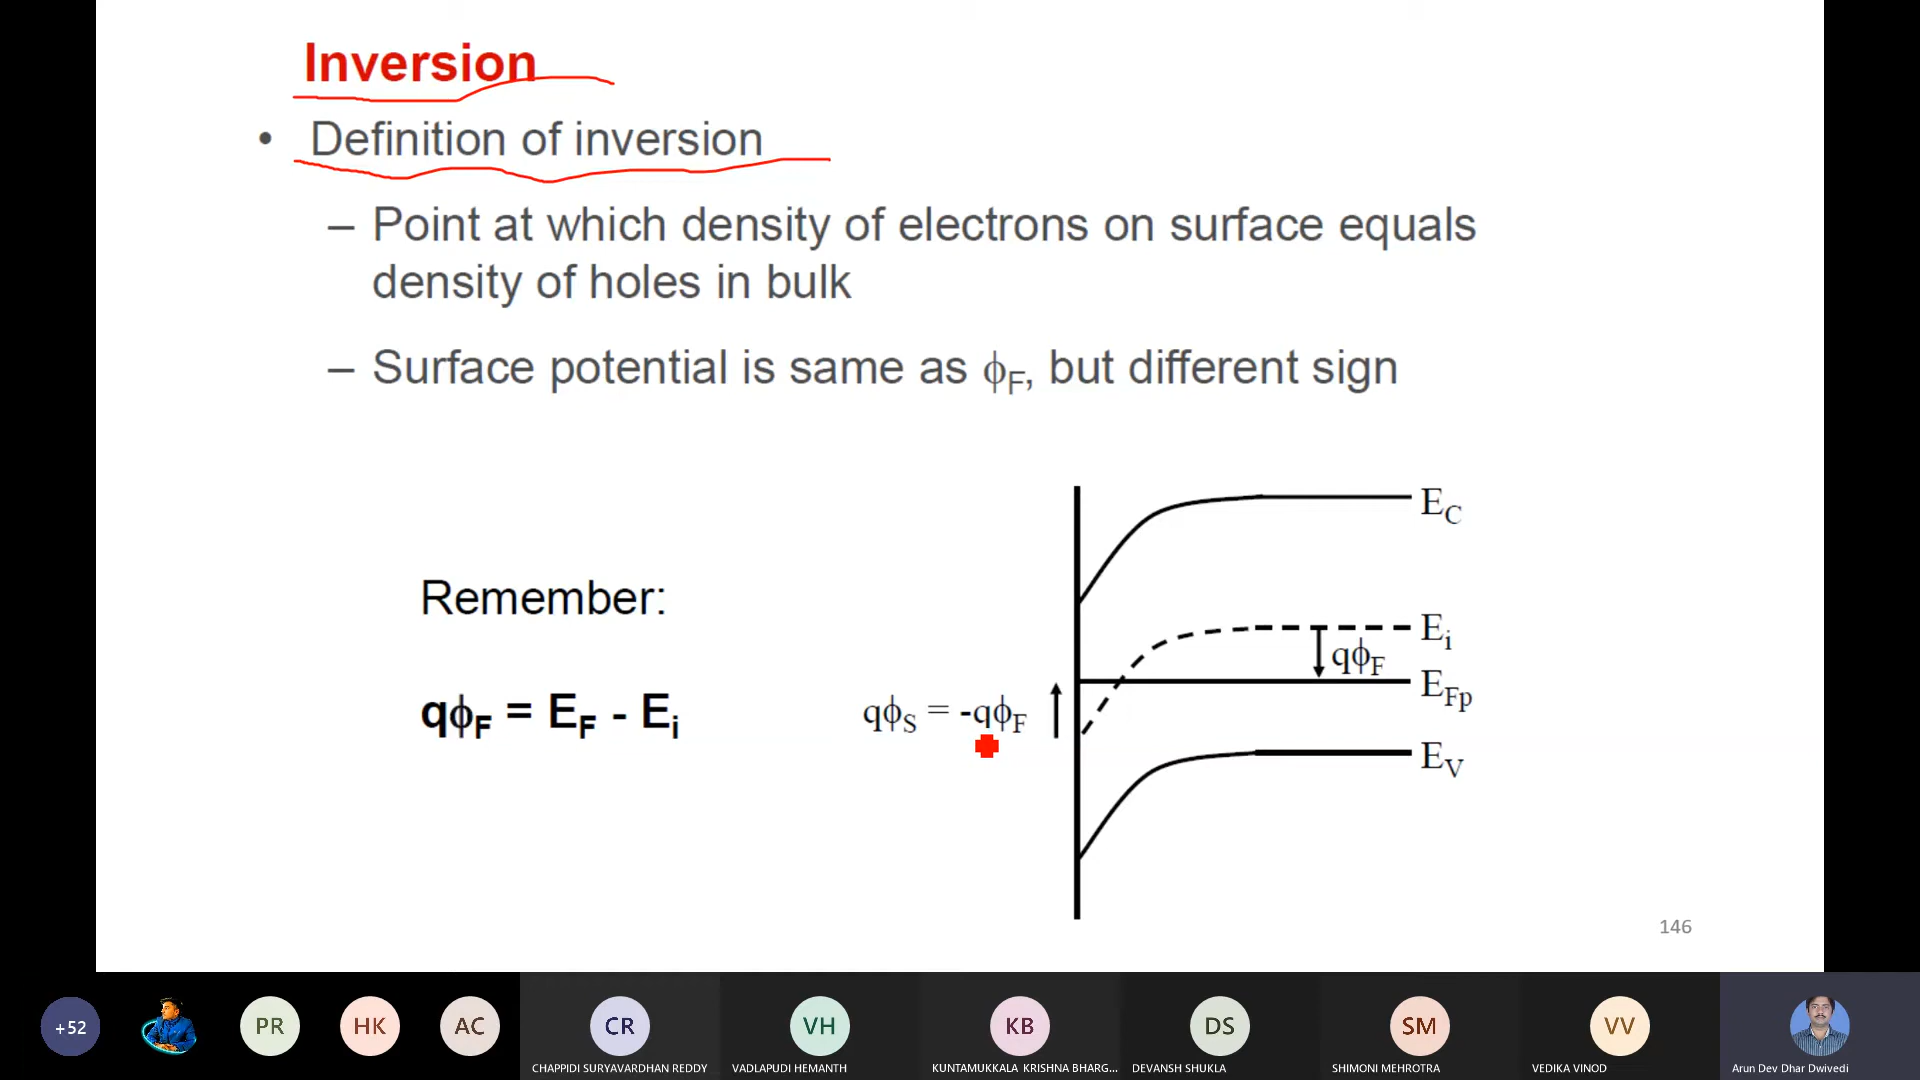 Inversion
• Definition of inversion
– Point at which density of electrons on surface equals
density of holes in bulk
– Surface potential is same as ϕF, but different sign
EC
Remember:
Ei
qϕF
EFp
qϕF = EF - Ei
qϕS = -qϕF
EV
146
+52
PR
HK
AC
CR
VH
KB
DS
SM
VV
CHAPPIDI SURYAVARDHAN REDDY
VADLAPUDI HEMANTH
KUNTAMUKKALA KRISHNA BHARG...
DEVANSH SHUKLA
SHIMONI MEHROTRA
VEDIKA VINOD
Arun Dev Dhar Dwivedi